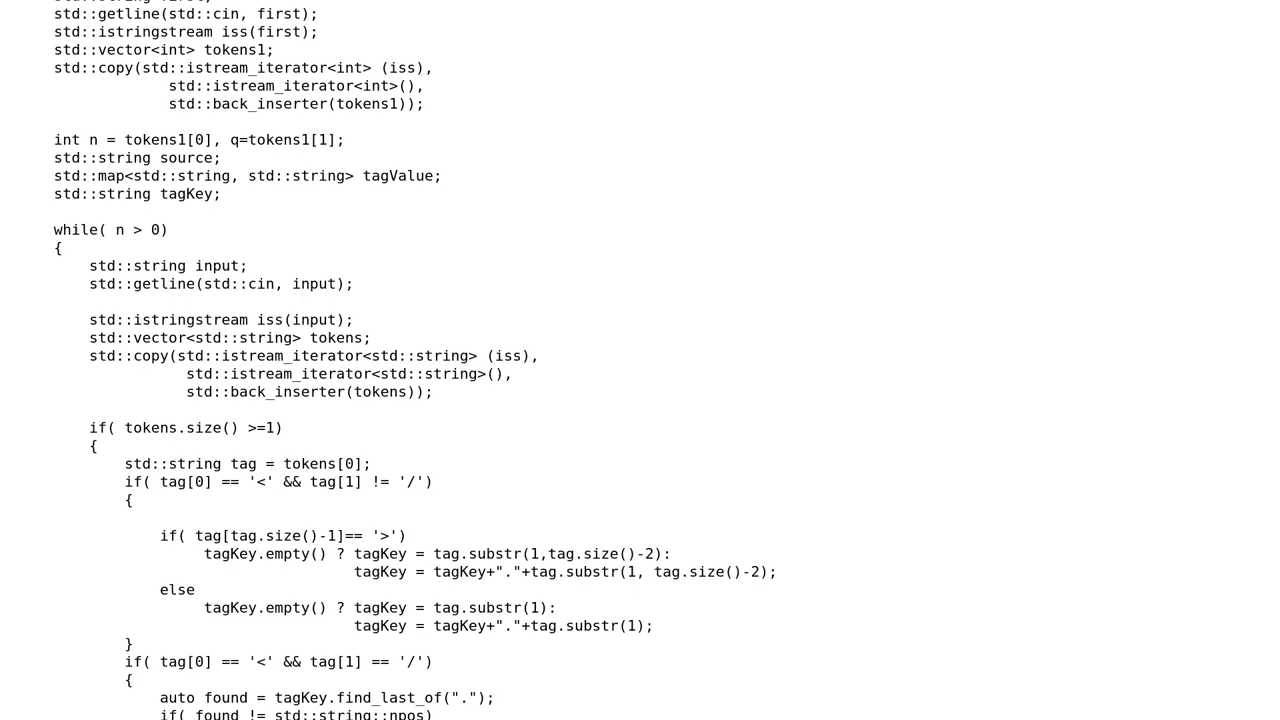 std::getline(std::cin, first);
std::istringstream iss(first);
std::vector<int> tokens1;
std::copy(std::istream_iterator<int> (iss),
std::istream_iterator<int>(),
std::back_inserter(tokens1));
int n = tokens1[0], q=tokens1[1];
std::string source;
std::map<std::string, std::string> tagValue;
std::string tagKey;
while( n > 0)
{
std::string input;
std::getline(std::cin, input);
std::istringstream iss(input);
std::vector<std::string> tokens;
std::copy(std::istream_iterator<std::string> (iss),
std::istream_iterator<std::string>(),
std::back_inserter(tokens));
if( tokens.size() >=1)
{
std::string tag = tokens[0];
if( tag[0] == '<' && tag[1] != '/')
{
if( tag[tag.size()-1]== '>')
tagKey.empty() ? tagKey = tag.substr(1,tag.size()-2):
tagKey = tagKey+"."+tag.substr(1, tag.size()-2);
else
tagKey.empty() ? tagKey = tag.substr(1):
tagKey = tagKey+"."+tag.substr(1);
}
if( tag[0] == '<' && tag[1] == '/')
{
auto found = tagKey.find_last_of(".");
if( found != std::string::npos)